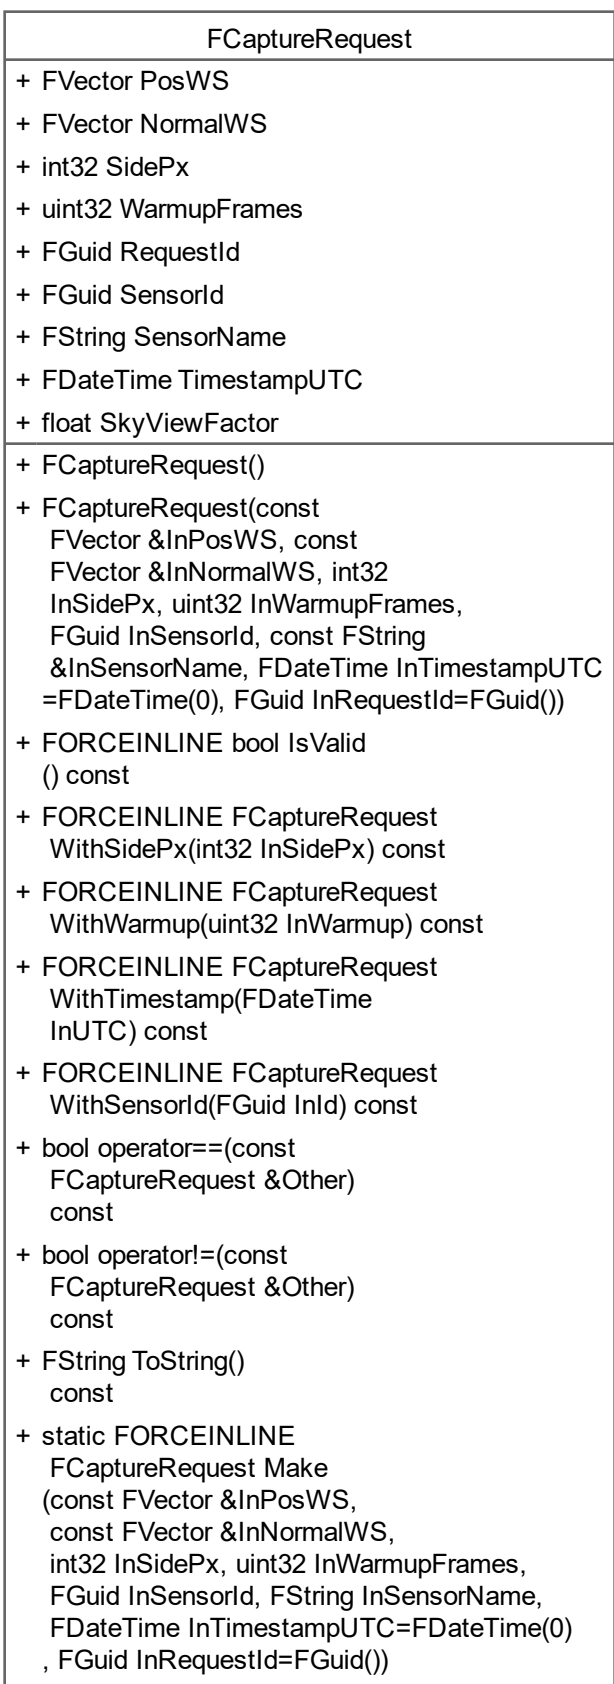 FCaptureRequest
+ FVector PosWS
+ FVector NormalWS
+ int32 SidePx
+ uint32 WarmupFrames
+ FGuid RequestId
+ FGuid SensorId
+ FString SensorName
+ FDateTime TimestampUTC
+ float SkyViewFactor
+ FCaptureRequest()
+ FCaptureRequest(const
FVector &InPosWS, const
FVector &InNormalWS, int32
InSidePx, uint32 InWarmupFrames,
FGuid InSensorId, const FString
&InSensorName, FDateTime InTimestampUTC
=FDateTime(0), FGuid InRequestId=FGuid())
+ FORCEINLINE bool IsValid
() const
+ FORCEINLINE FCaptureRequest
WithSidePx(int32 InSidePx) const
+ FORCEINLINE FCaptureRequest
WithWarmup(uint32 InWarmup) const
+ FORCEINLINE FCaptureRequest
WithTimestamp(FDateTime
InUTC) const
+ FORCEINLINE FCaptureRequest
WithSensorId(FGuid InId) const
+ bool operator==(const
FCaptureRequest &Other)
const
+ bool operator!=(const
FCaptureRequest &Other)
const
+ FString ToString()
const
+ static FORCEINLINE
FCaptureRequest Make
(const FVector &InPosWS,
const FVector &InNormalWS,
int32 InSidePx, uint32 InWarmupFrames,
FGuid InSensorId, FString InSensorName,
FDateTime InTimestampUTC=FDateTime(0)
, FGuid InRequestId=FGuid())